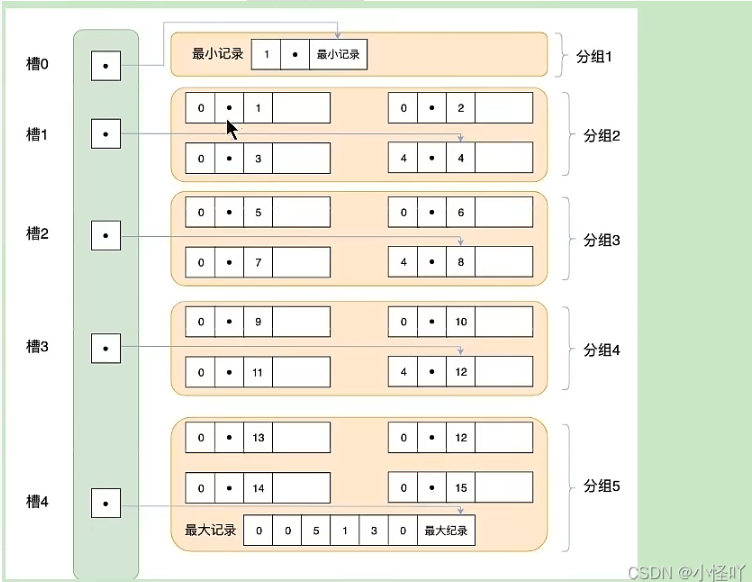 槽0 最小记录 1 • 最小记录 分组1
0 • 1 0 • 2
槽1 分组2
0 • 3 4 • 4
0 • 5 0 • 6
槽2 分组3
0 • 7 4 • 8
0 • 9 0 • 10
槽3 分组4
0 • 11 4 • 12
0 • 13 0 • 12
0 • 14 0 • 15
槽4 分组5
最大记录 0 0 5 1 3 0 最大纪录
CSDN @小怪吖